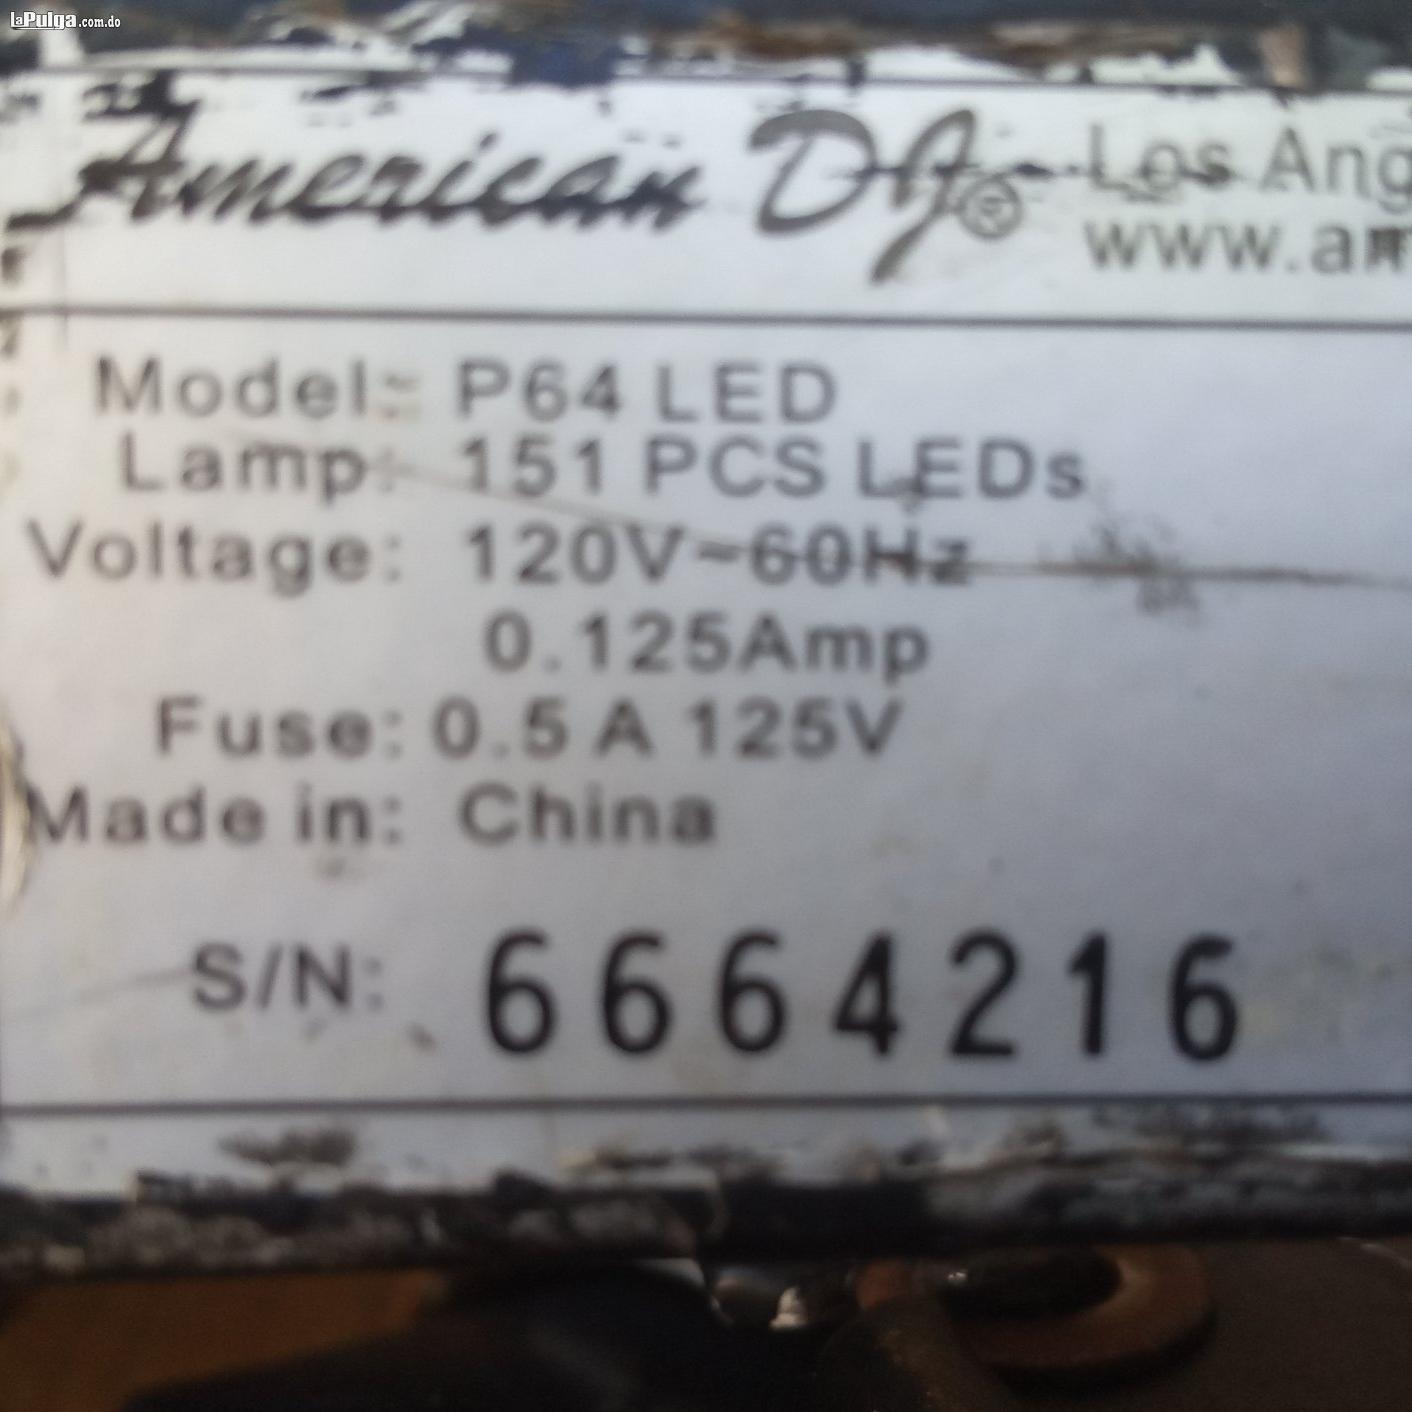 laPulga.com.do
American DJ® Los Ang
www.am
Model: P64 LED
Lamp: 151 PCS LEDs
Voltage: 120V~60Hz
0.125Amp
Fuse: 0.5 A 125V
Made in: China
S/N: 6664216